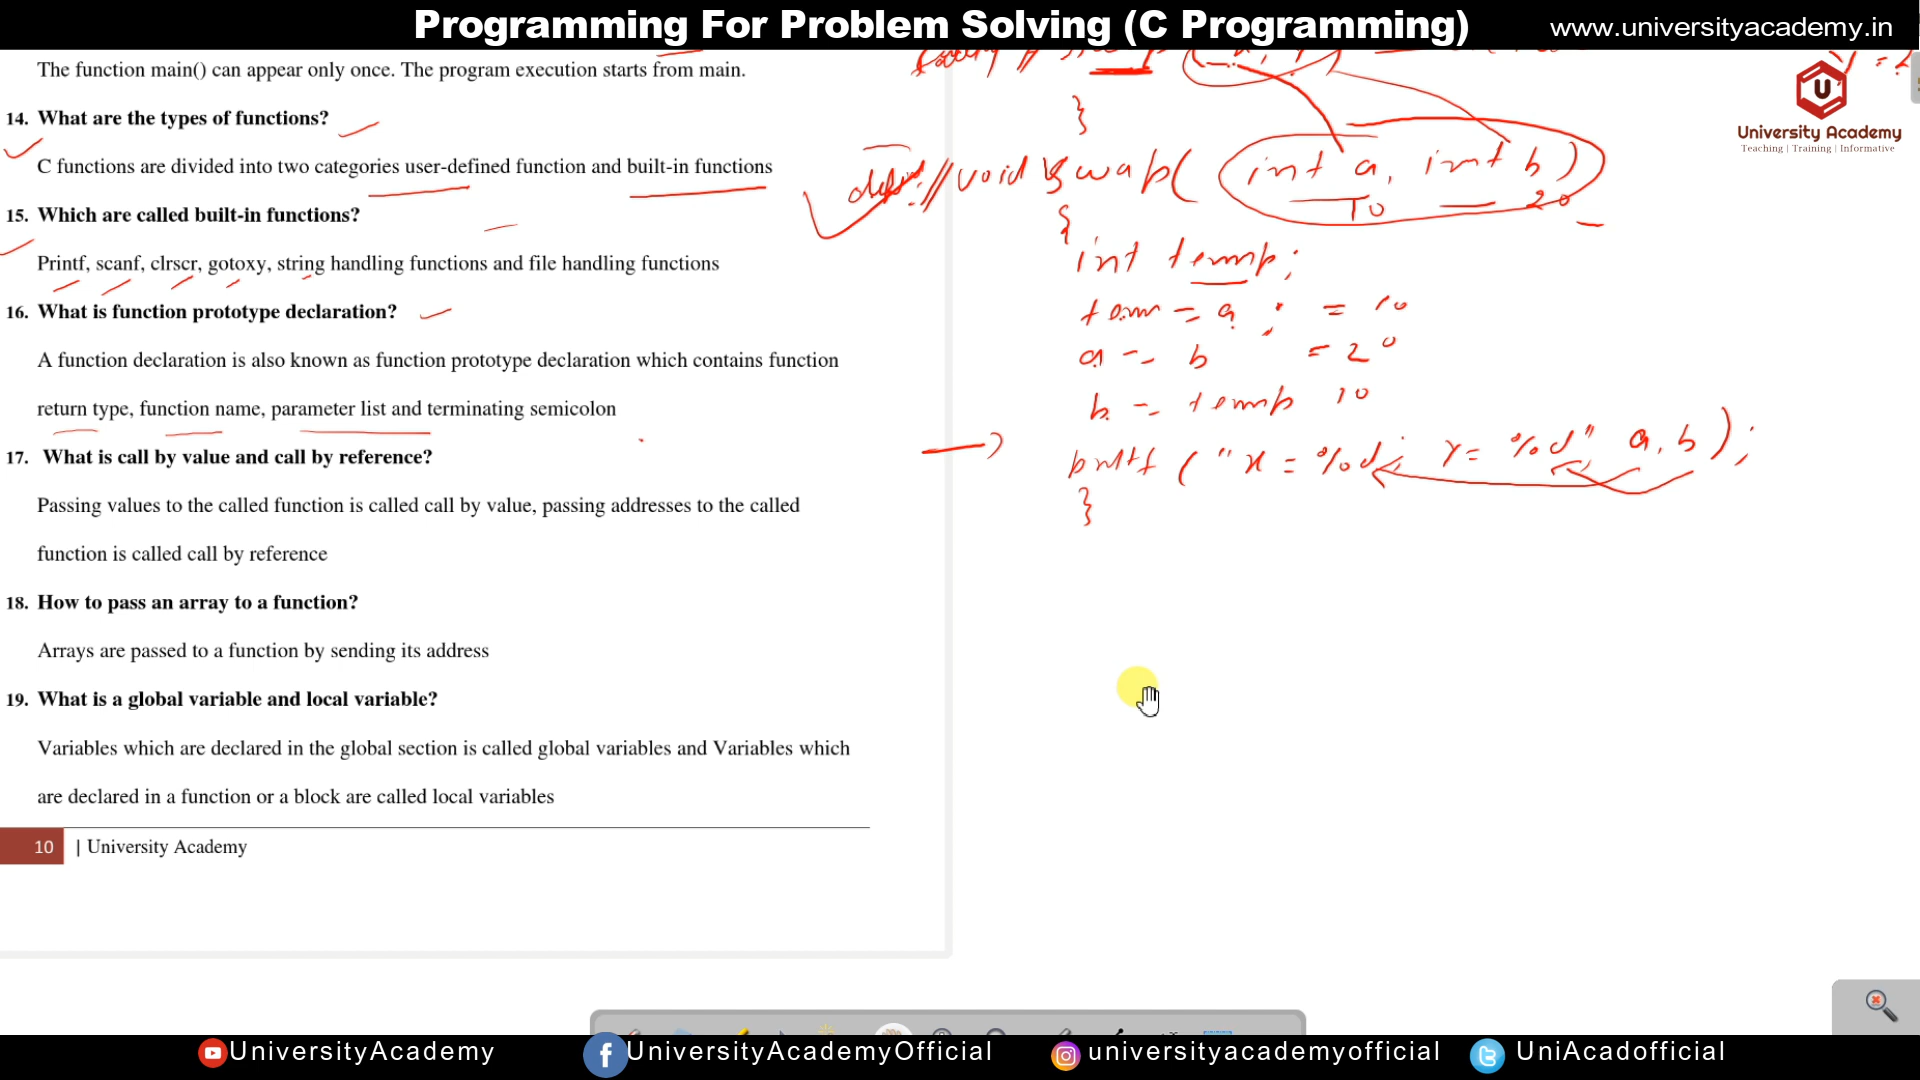 Programming For Problem Solving (C Programming)
www.universityacademy.in
The function main() can appear only once. The program execution starts from main.
14. What are the types of functions?
C functions are divided into two categories user-defined function and built-in functions
15. Which are called built-in functions?
Printf, scanf, clrscr, gotoxy, string handling functions and file handling functions
16. What is function prototype declaration?
A function declaration is also known as function prototype declaration which contains function
return type, function name, parameter list and terminating semicolon
17. What is call by value and call by reference?
Passing values to the called function is called call by value, passing addresses to the called
function is called call by reference
18. How to pass an array to a function?
Arrays are passed to a function by sending its address
19. What is a global variable and local variable?
Variables which are declared in the global section is called global variables and Variables which
are declared in a function or a block are called local variables
10 | University Academy
}
// void swap( int a, int b)
10 20
{
int temp;
tem = a ; = 10
a = b = 20
b = temp 10
printf ( " x = %d, Y = %d" a, b );
}
U
University Academy
Teaching | Training | Informative
UniversityAcademy
UniversityAcademyOfficial
universityacademyofficial
UniAcadofficial